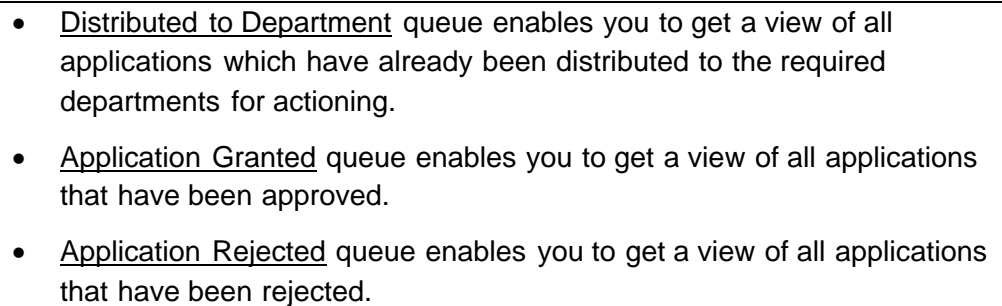 • Distributed to Department queue enables you to get a view of all
applications which have already been distributed to the required
departments for actioning.
• Application Granted queue enables you to get a view of all applications
that have been approved.
• Application Rejected queue enables you to get a view of all applications
that have been rejected.